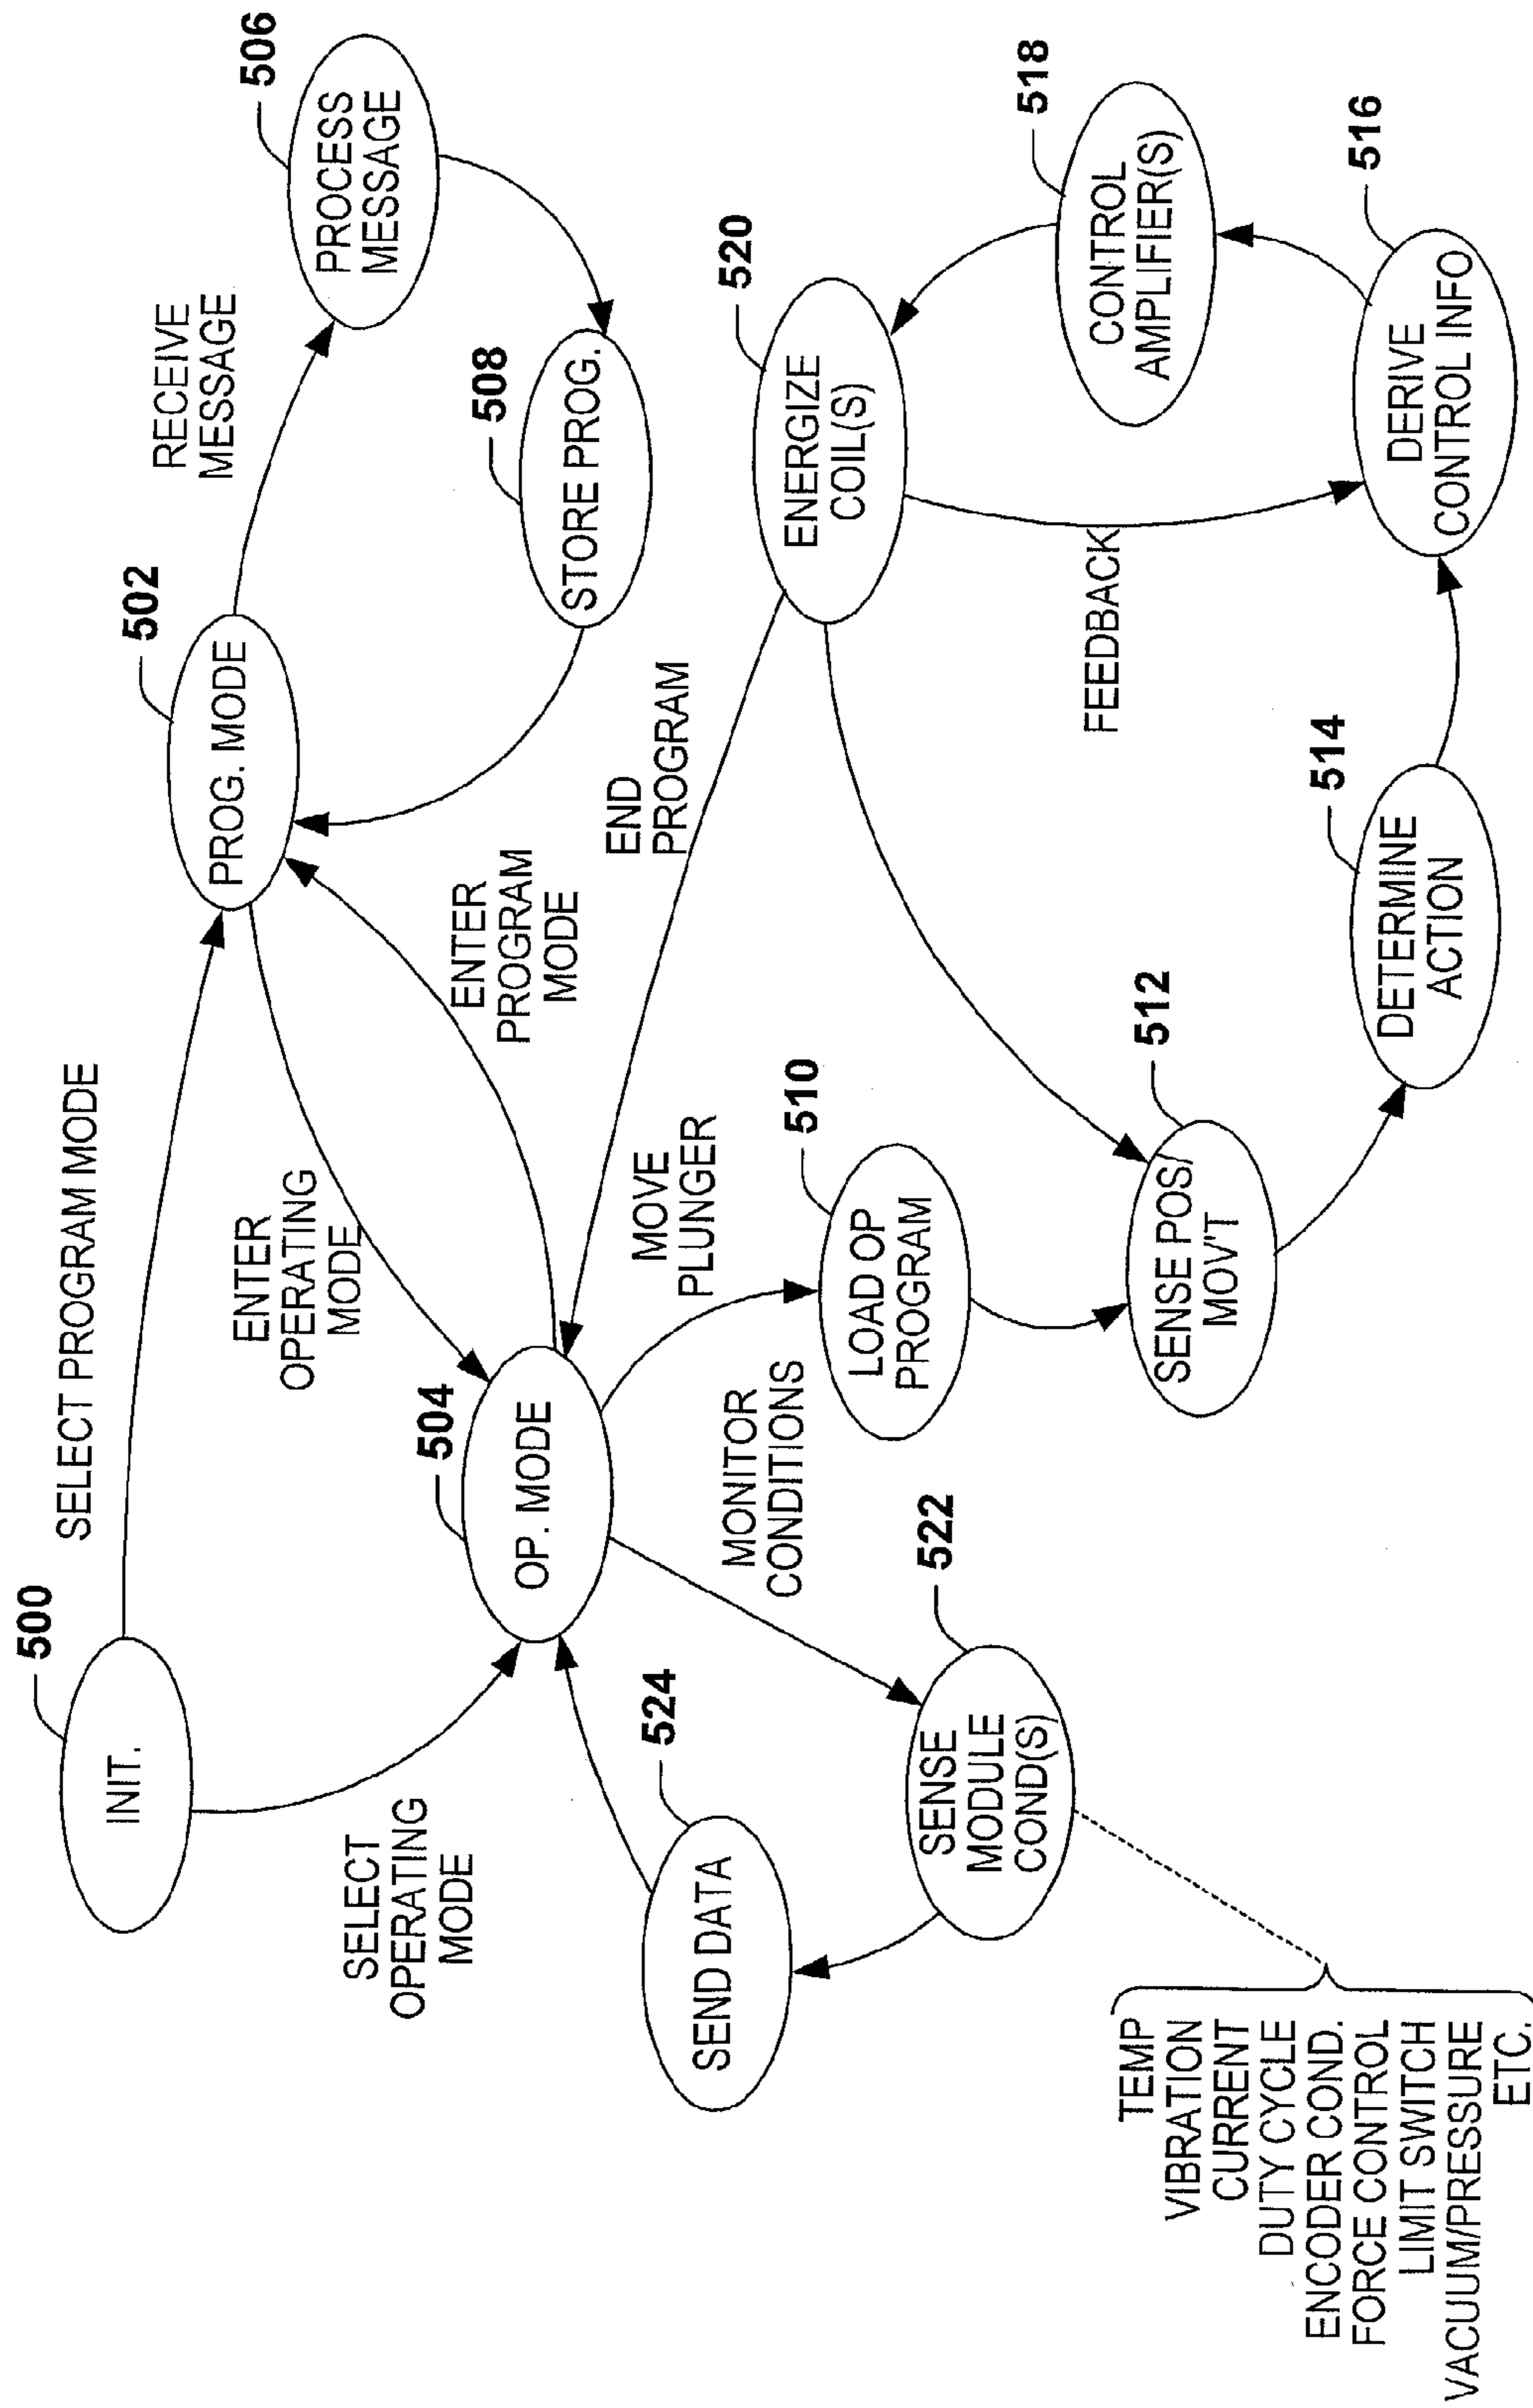 500
INIT.
SELECT PROGRAM MODE
502
PROG. MODE
RECEIVE
MESSAGE
506
PROCESS
MESSAGE
508
STORE PROG.
ENTER
OPERATING
MODE
ENTER
PROGRAM
MODE
SELECT
OPERATING
MODE
504
OP. MODE
END
PROGRAM
520
ENERGIZE
COIL(S)
518
CONTROL
AMPLIFIER(S)
524
SEND DATA
MONITOR
CONDITIONS
MOVE
PLUNGER
510
LOAD OP
PROGRAM
522
SENSE
MODULE
COND(S)
512
SENSE POS/
MOV'T
FEEDBACK
514
DETERMINE
ACTION
516
DERIVE
CONTROL INFO
TEMP
VIBRATION
CURRENT
DUTY CYCLE
ENCODER COND.
FORCE CONTROL
LIMIT SWITCH
VACUUM/PRESSURE
ETC.